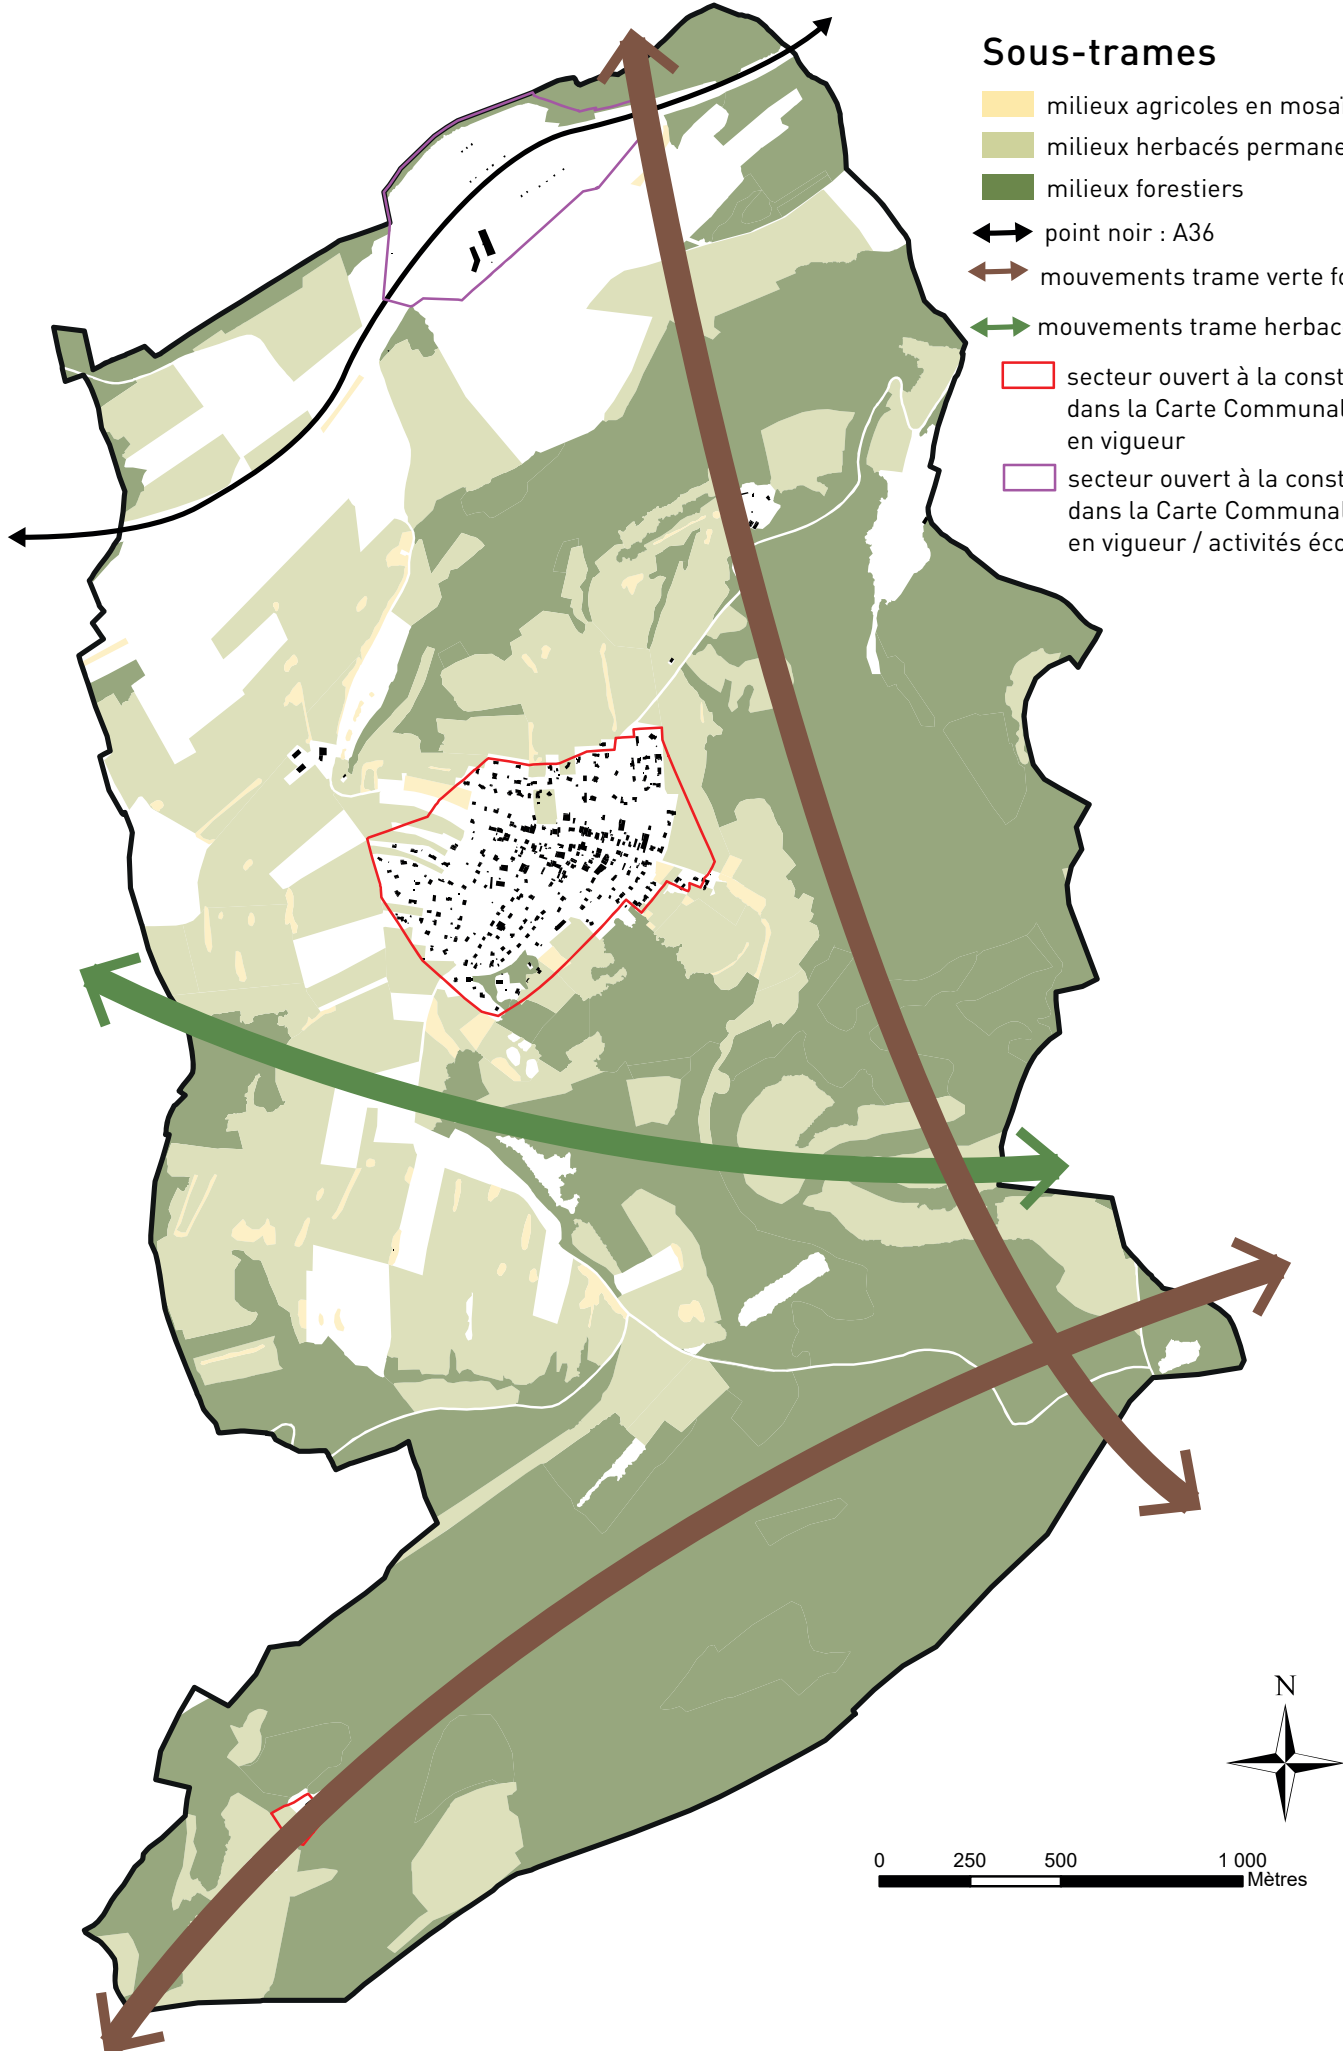 Sous-trames
milieux agricoles en mosaï
milieux herbacés permane
milieux forestiers
point noir : A36
mouvements trame verte fo
mouvements trame herbac
secteur ouvert à la const
dans la Carte Communal
en vigueur
secteur ouvert à la const
dans la Carte Communal
en vigueur / activités éco
N
0 250 500 1 000
Mètres